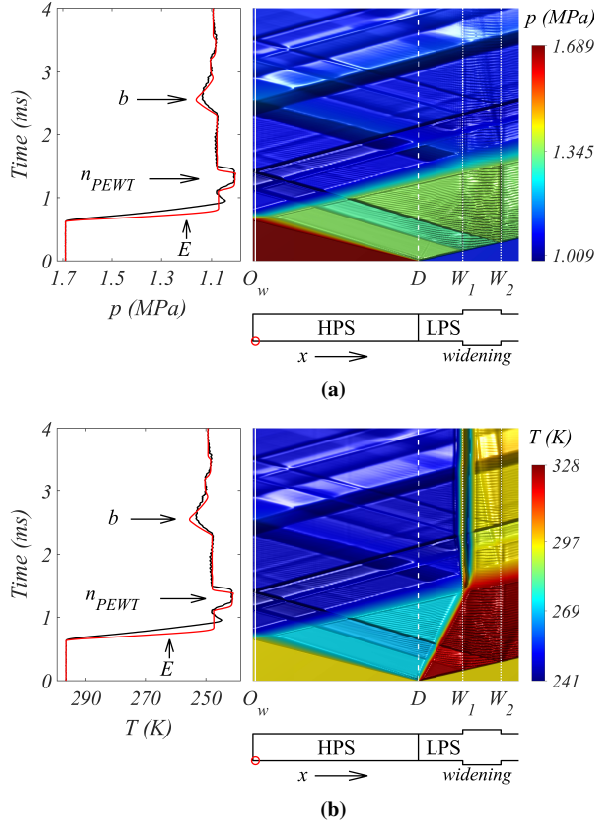 p (MPa)
4
3
2
1
0
Time (ms)
b
n_PEWT
E
1.7 1.5 1.3 1.1
p (MPa)
1.689
1.345
1.009
O_w D W_1 W_2
HPS LPS
x widening
(a)
T (K)
4
3
2
1
0
Time (ms)
b
n_PEWT
E
290 270 250
T (K)
328
297
269
241
O_w D W_1 W_2
HPS LPS
x widening
(b)